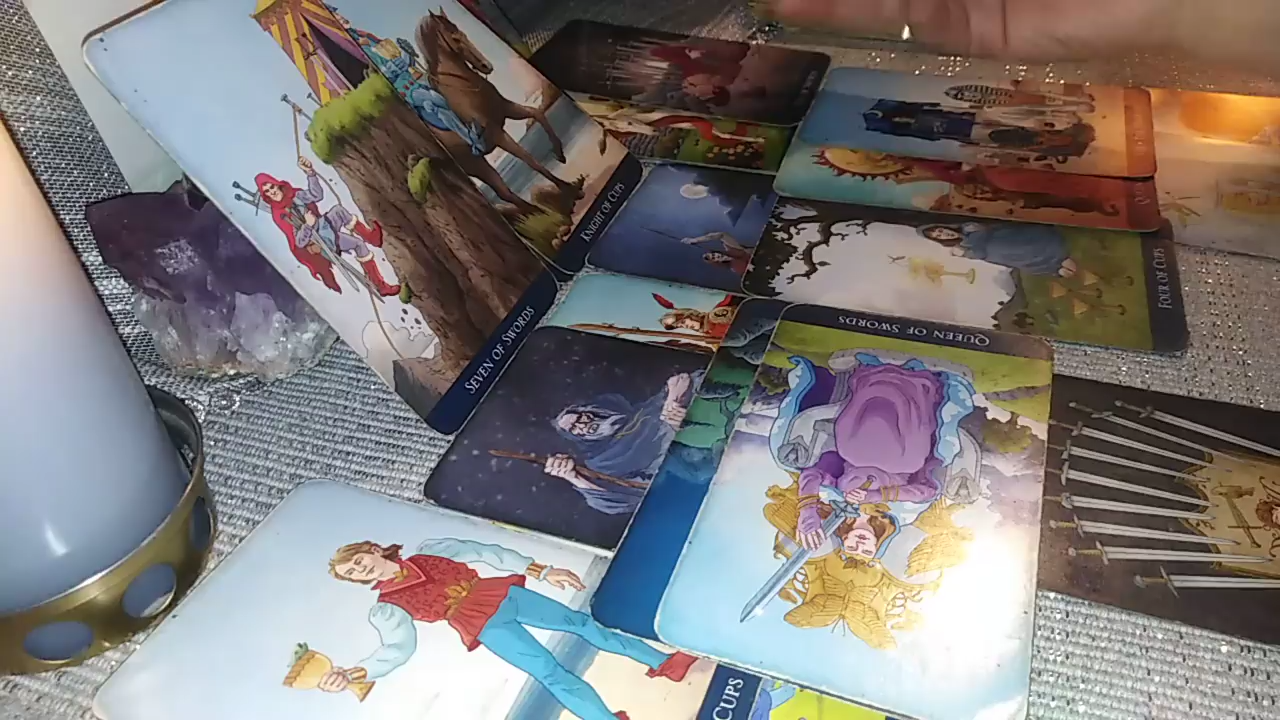 KNIGHT OF CUPS
SEVEN OF SWORDS
FOUR OF CUPS
QUEEN OF SWORDS
CUPS